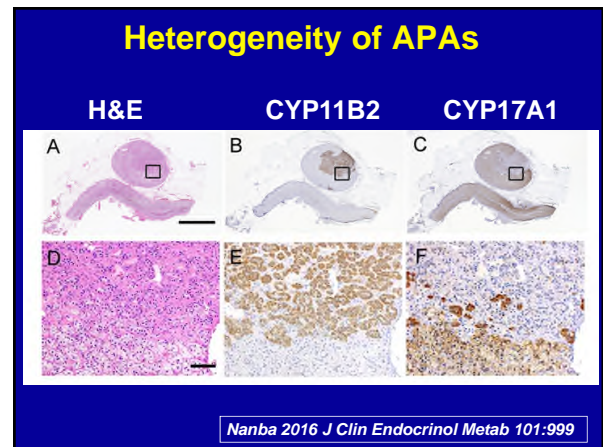 Heterogeneity of APAs
H&E CYP11B2 CYP17A1
A B C
D E F
Nanba 2016 J Clin Endocrinol Metab 101:999